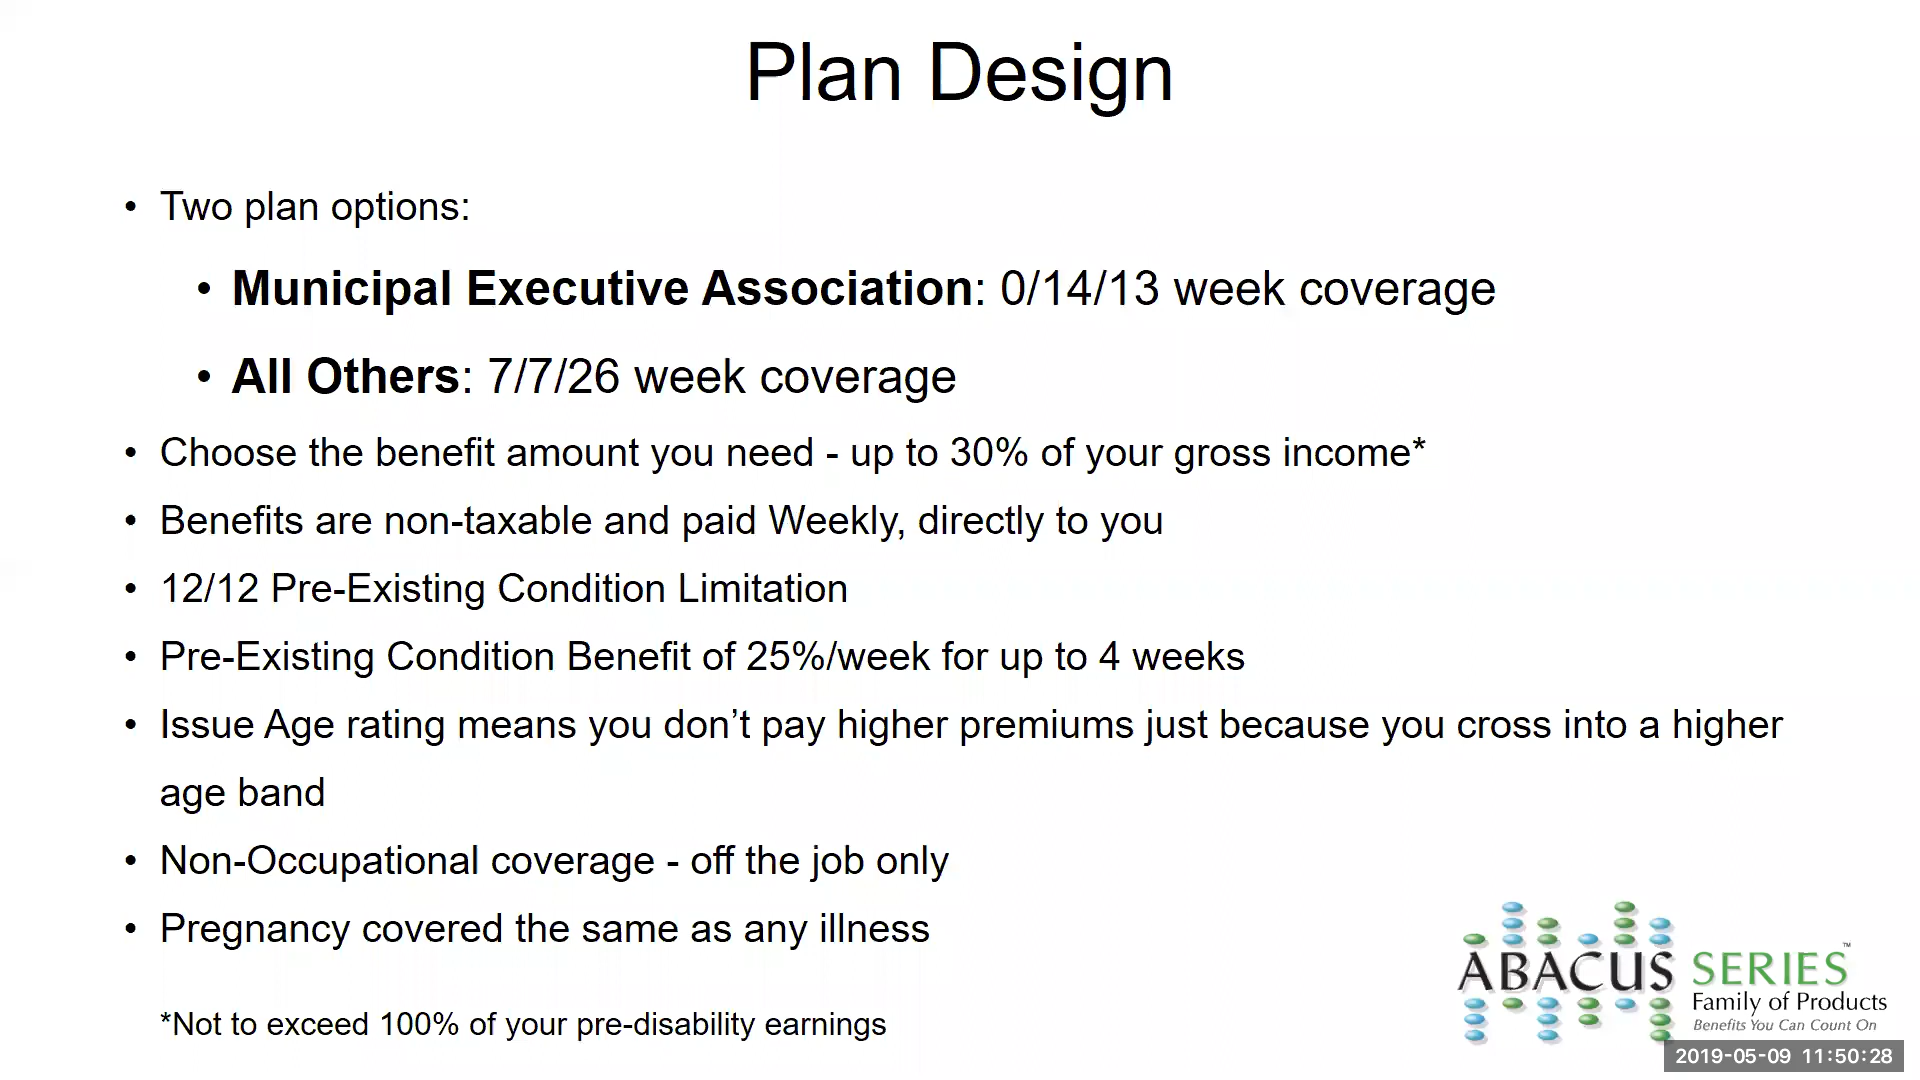 Plan Design
• Two plan options:
• Municipal Executive Association: 0/14/13 week coverage
• All Others: 7/7/26 week coverage
• Choose the benefit amount you need - up to 30% of your gross income*
• Benefits are non-taxable and paid Weekly, directly to you
• 12/12 Pre-Existing Condition Limitation
• Pre-Existing Condition Benefit of 25%/week for up to 4 weeks
• Issue Age rating means you don’t pay higher premiums just because you cross into a higher
age band
• Non-Occupational coverage - off the job only
• Pregnancy covered the same as any illness
*Not to exceed 100% of your pre-disability earnings
ABACUS SERIES™
Family of Products
Benefits You Can Count On
2019-05-09 11:50:28